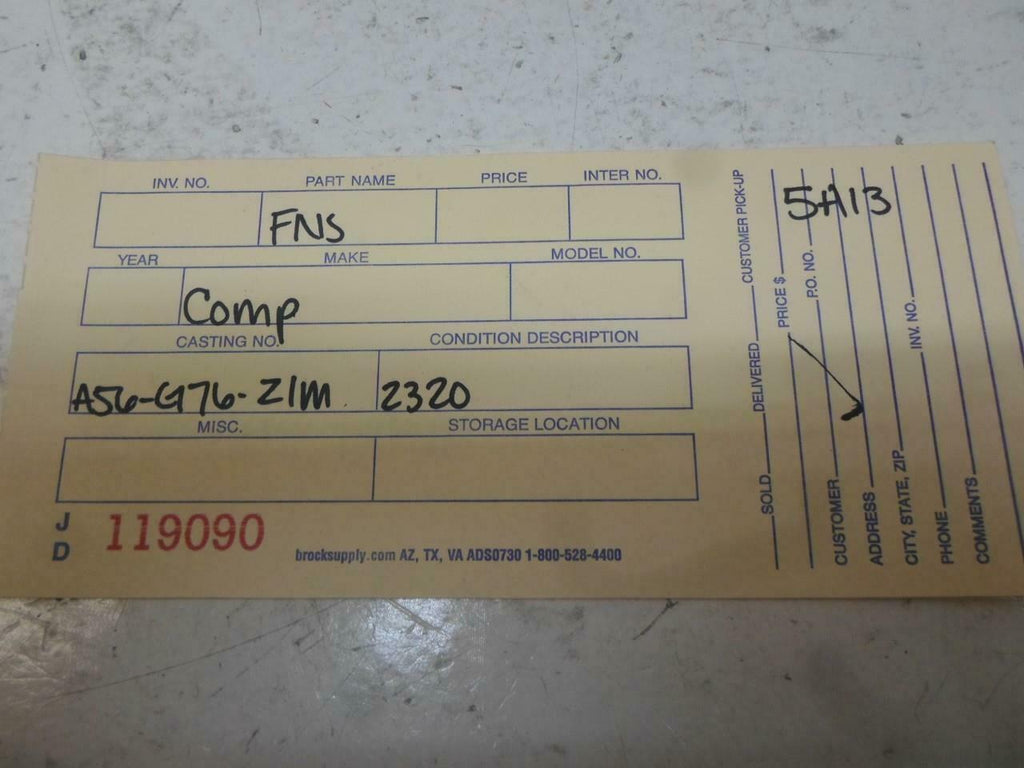 INV. NO. PART NAME PRICE INTER NO.
FNS
YEAR MAKE MODEL NO.
Comp
CASTING NO. CONDITION DESCRIPTION
A56-G76-Z1M 2320
MISC. STORAGE LOCATION
J D 119090
brocksupply.com AZ, TX, VA ADS0730 1-800-528-4400
SOLD DELIVERED CUSTOMER PICK-UP
PRICE $
P.O. NO.
5A13
CUSTOMER
ADDRESS
CITY, STATE, ZIP INV. NO.
PHONE
COMMENTS